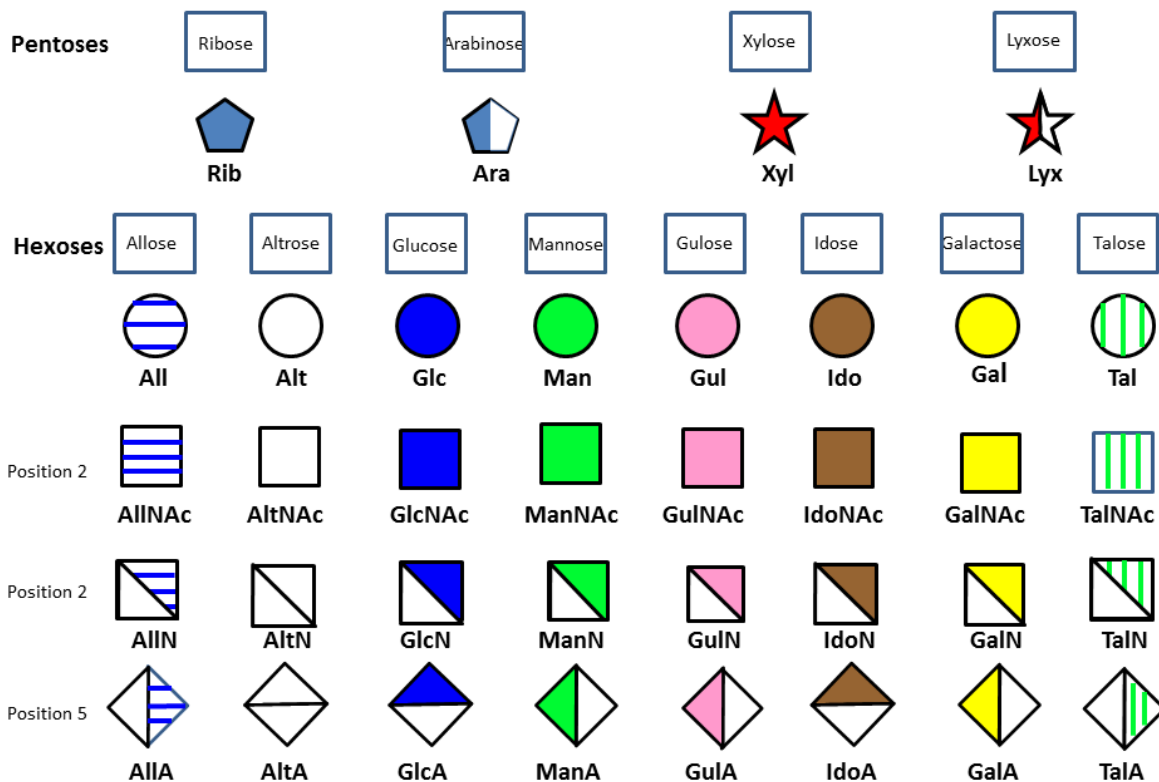 Pentoses Ribose Arabinose Xylose Lyxose
Rib Ara Xyl Lyx
Hexoses Allose Altrose Glucose Mannose Gulose Idose Galactose Talose
All Alt Glc Man Gul Ido Gal Tal
Position 2
AllNAc AltNAc GlcNAc ManNAc GulNAc IdoNAc GalNAc TalNAc
Position 2
AllN AltN GlcN ManN GulN IdoN GalN TalN
Position 5
AllA AltA GlcA ManA GulA IdoA GalA TalA